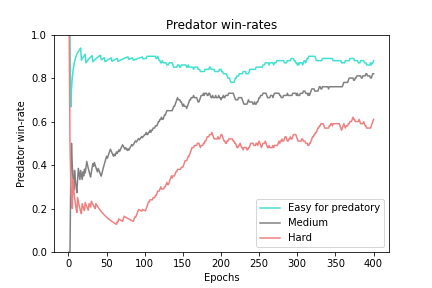 Predator win-rates
Predator win-rate
1.0
0.8
0.6
0.4
0.2
0.0
0
50
100
150
200
250
300
350
400
Epochs
Easy for predatory
Medium
Hard